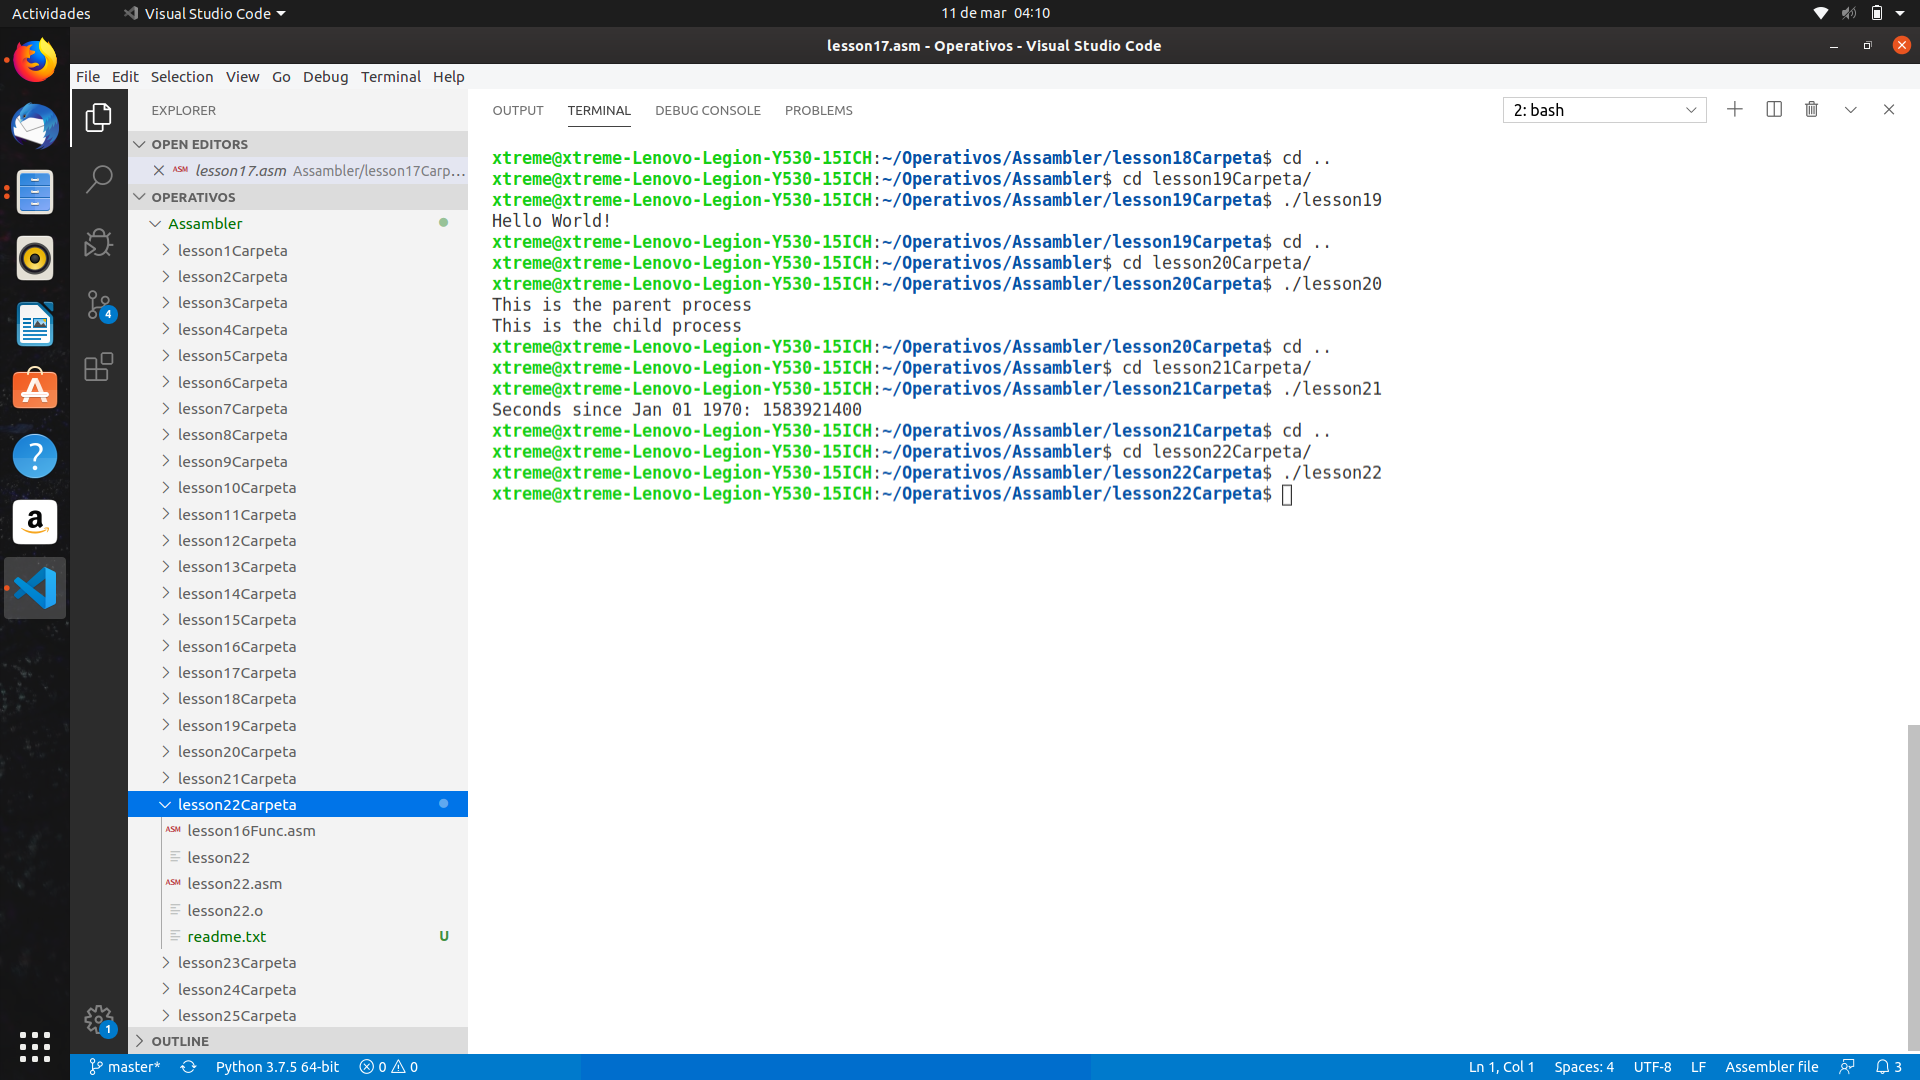 Actividades
Visual Studio Code
11 de mar 04:10
lesson17.asm - Operativos - Visual Studio Code
File Edit Selection View Go Debug Terminal Help
EXPLORER
OPEN EDITORS
ASM lesson17.asm Assambler/lesson17Carp...
OPERATIVOS
Assambler
lesson1Carpeta
lesson2Carpeta
lesson3Carpeta
lesson4Carpeta
lesson5Carpeta
lesson6Carpeta
lesson7Carpeta
lesson8Carpeta
lesson9Carpeta
lesson10Carpeta
lesson11Carpeta
lesson12Carpeta
lesson13Carpeta
lesson14Carpeta
lesson15Carpeta
lesson16Carpeta
lesson17Carpeta
lesson18Carpeta
lesson19Carpeta
lesson20Carpeta
lesson21Carpeta
lesson22Carpeta
ASM lesson16Func.asm
lesson22
ASM lesson22.asm
lesson22.o
readme.txt U
lesson23Carpeta
lesson24Carpeta
lesson25Carpeta
OUTLINE
4
1
OUTPUT TERMINAL DEBUG CONSOLE PROBLEMS
2: bash
xtreme@xtreme-Lenovo-Legion-Y530-15ICH:~/Operativos/Assambler/lesson18Carpeta$ cd ..
xtreme@xtreme-Lenovo-Legion-Y530-15ICH:~/Operativos/Assambler$ cd lesson19Carpeta/
xtreme@xtreme-Lenovo-Legion-Y530-15ICH:~/Operativos/Assambler/lesson19Carpeta$ ./lesson19
Hello World!
xtreme@xtreme-Lenovo-Legion-Y530-15ICH:~/Operativos/Assambler/lesson19Carpeta$ cd ..
xtreme@xtreme-Lenovo-Legion-Y530-15ICH:~/Operativos/Assambler$ cd lesson20Carpeta/
xtreme@xtreme-Lenovo-Legion-Y530-15ICH:~/Operativos/Assambler/lesson20Carpeta$ ./lesson20
This is the parent process
This is the child process
xtreme@xtreme-Lenovo-Legion-Y530-15ICH:~/Operativos/Assambler/lesson20Carpeta$ cd ..
xtreme@xtreme-Lenovo-Legion-Y530-15ICH:~/Operativos/Assambler$ cd lesson21Carpeta/
xtreme@xtreme-Lenovo-Legion-Y530-15ICH:~/Operativos/Assambler/lesson21Carpeta$ ./lesson21
Seconds since Jan 01 1970: 1583921400
xtreme@xtreme-Lenovo-Legion-Y530-15ICH:~/Operativos/Assambler/lesson21Carpeta$ cd ..
xtreme@xtreme-Lenovo-Legion-Y530-15ICH:~/Operativos/Assambler$ cd lesson22Carpeta/
xtreme@xtreme-Lenovo-Legion-Y530-15ICH:~/Operativos/Assambler/lesson22Carpeta$ ./lesson22
xtreme@xtreme-Lenovo-Legion-Y530-15ICH:~/Operativos/Assambler/lesson22Carpeta$
master* Python 3.7.5 64-bit 0 0 Ln 1, Col 1 Spaces: 4 UTF-8 LF Assembler file 3